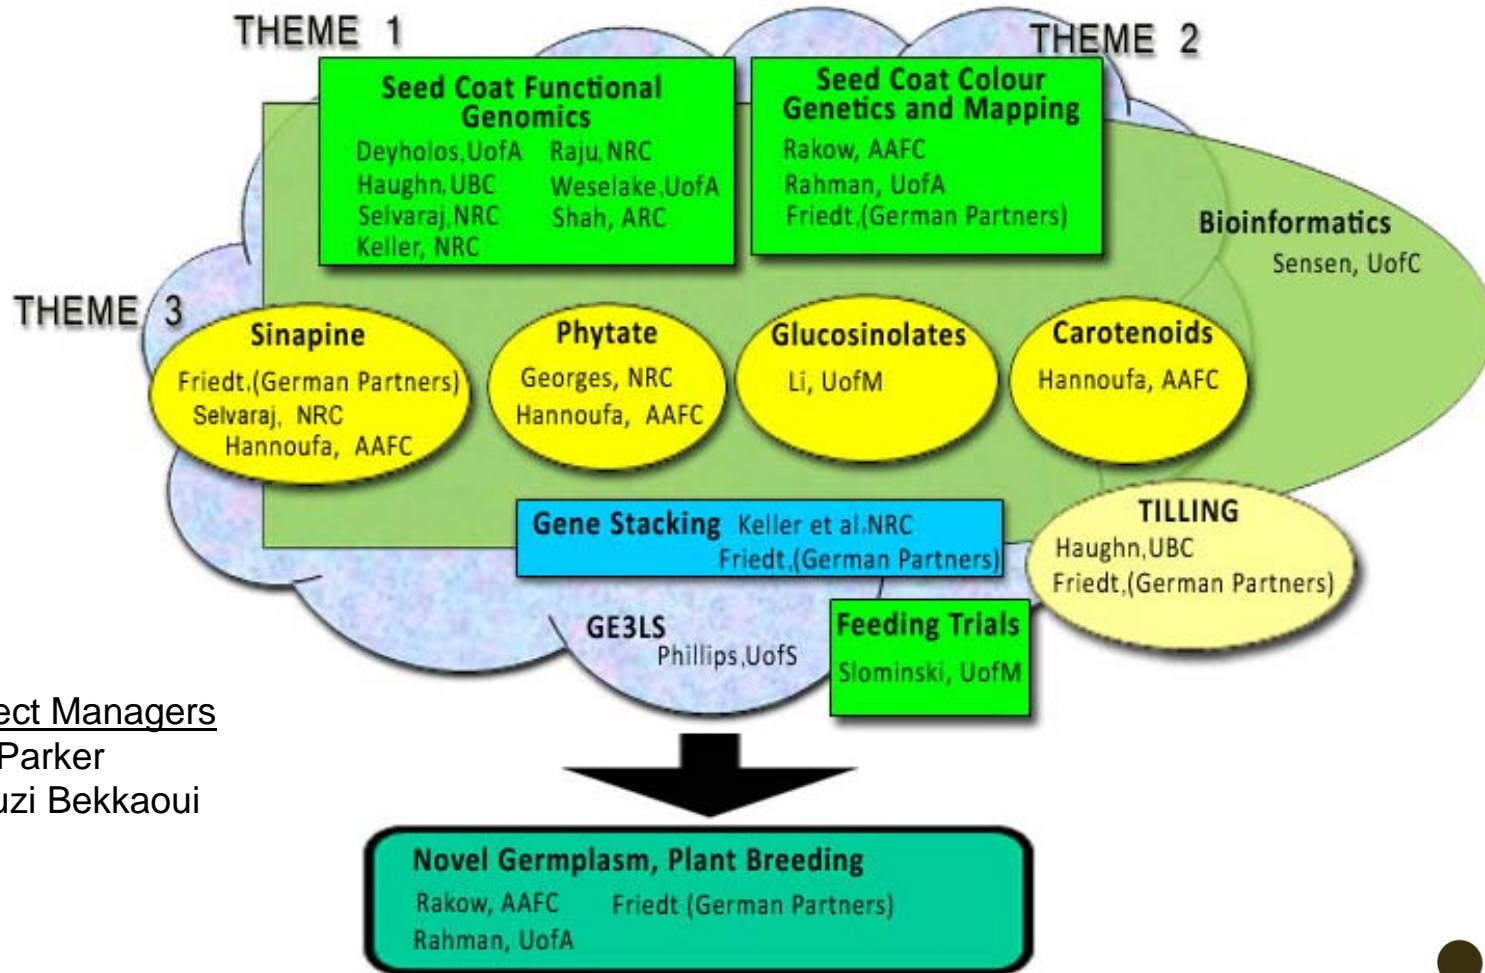 THEME 1
THEME 2
Seed Coat Functional
Genomics
Deyholos,UofA Raju,NRC
Haughn,UBC Weselake,UofA
Selvaraj,NRC Shah, ARC
Keller, NRC
Seed Coat Colour
Genetics and Mapping
Rakow, AAFC
Rahman, UofA
Friedt,(German Partners)
Bioinformatics
Sensen, UofC
THEME 3
Sinapine
Friedt,(German Partners)
Selvaraj, NRC
Hannoufa, AAFC
Phytate
Georges, NRC
Hannoufa, AAFC
Glucosinolates
Li, UofM
Carotenoids
Hannoufa, AAFC
Gene Stacking Keller et al.NRC
Friedt,(German Partners)
TILLING
Haughn,UBC
Friedt,(German Partners)
GE3LS
Phillips,UofS
Feeding Trials
Slominski, UofM
ect Managers
Parker
uzi Bekkaoui
Novel Germplasm, Plant Breeding
Rakow, AAFC Friedt (German Partners)
Rahman, UofA